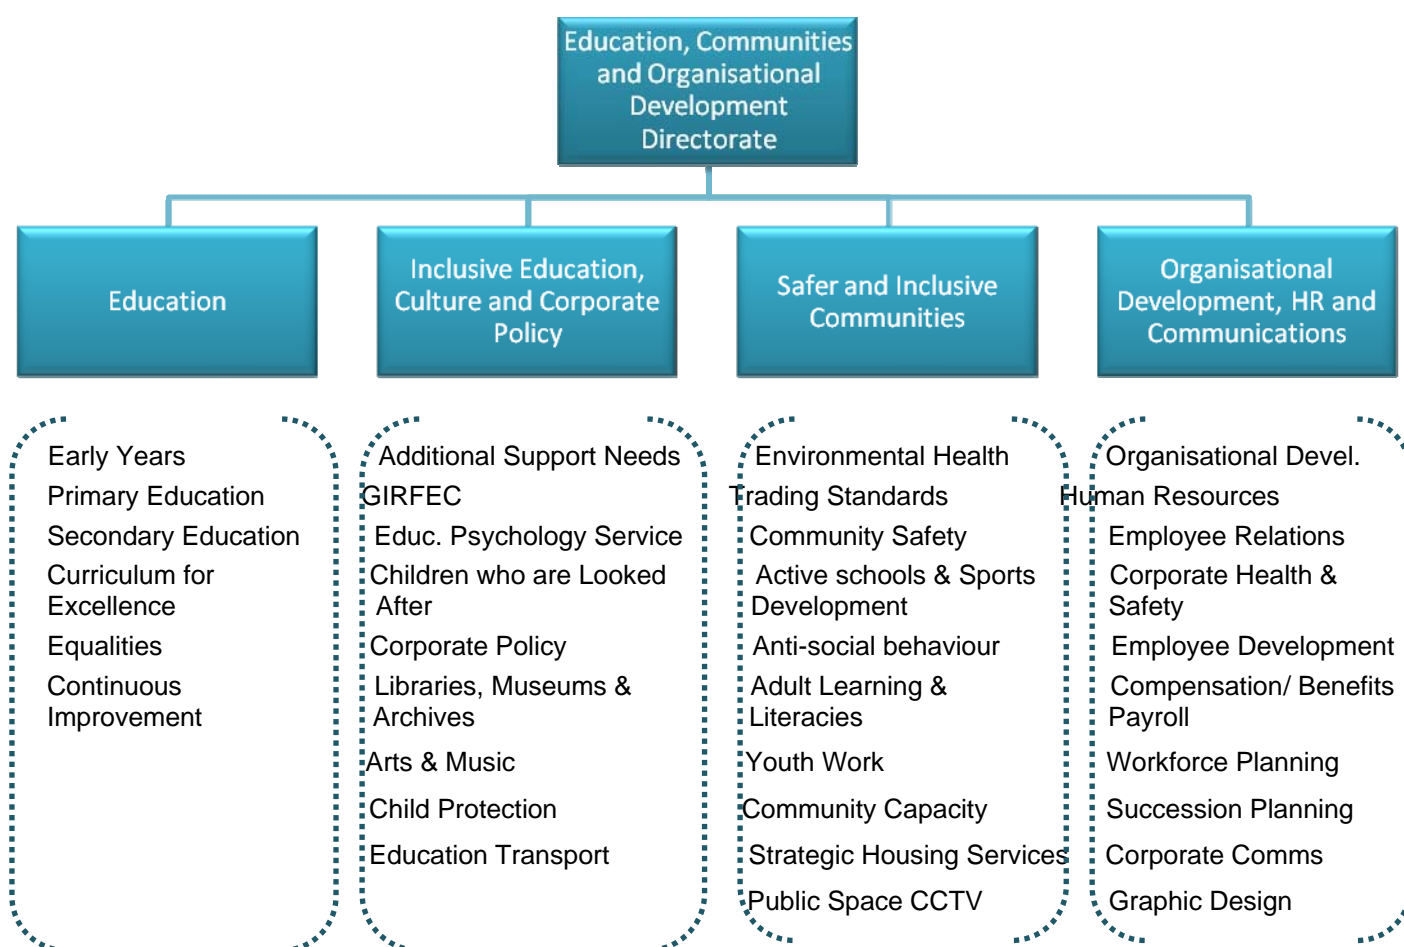 Education, Communities
and Organisational
Development
Directorate
Education
Inclusive Education,
Culture and Corporate
Policy
Safer and Inclusive
Communities
Organisational
Development, HR and
Communications
Early Years
Primary Education
Secondary Education
Curriculum for
Excellence
Equalities
Continuous
Improvement
Additional Support Needs
GIRFEC
Educ. Psychology Service
Children who are Looked
After
Corporate Policy
Libraries, Museums &
Archives
Arts & Music
Child Protection
Education Transport
Environmental Health
Trading Standards
Community Safety
Active schools & Sports
Development
Anti-social behaviour
Adult Learning &
Literacies
Youth Work
Community Capacity
Strategic Housing Services
Public Space CCTV
Organisational Devel.
Human Resources
Employee Relations
Corporate Health &
Safety
Employee Development
Compensation/ Benefits
Payroll
Workforce Planning
Succession Planning
Corporate Comms
Graphic Design